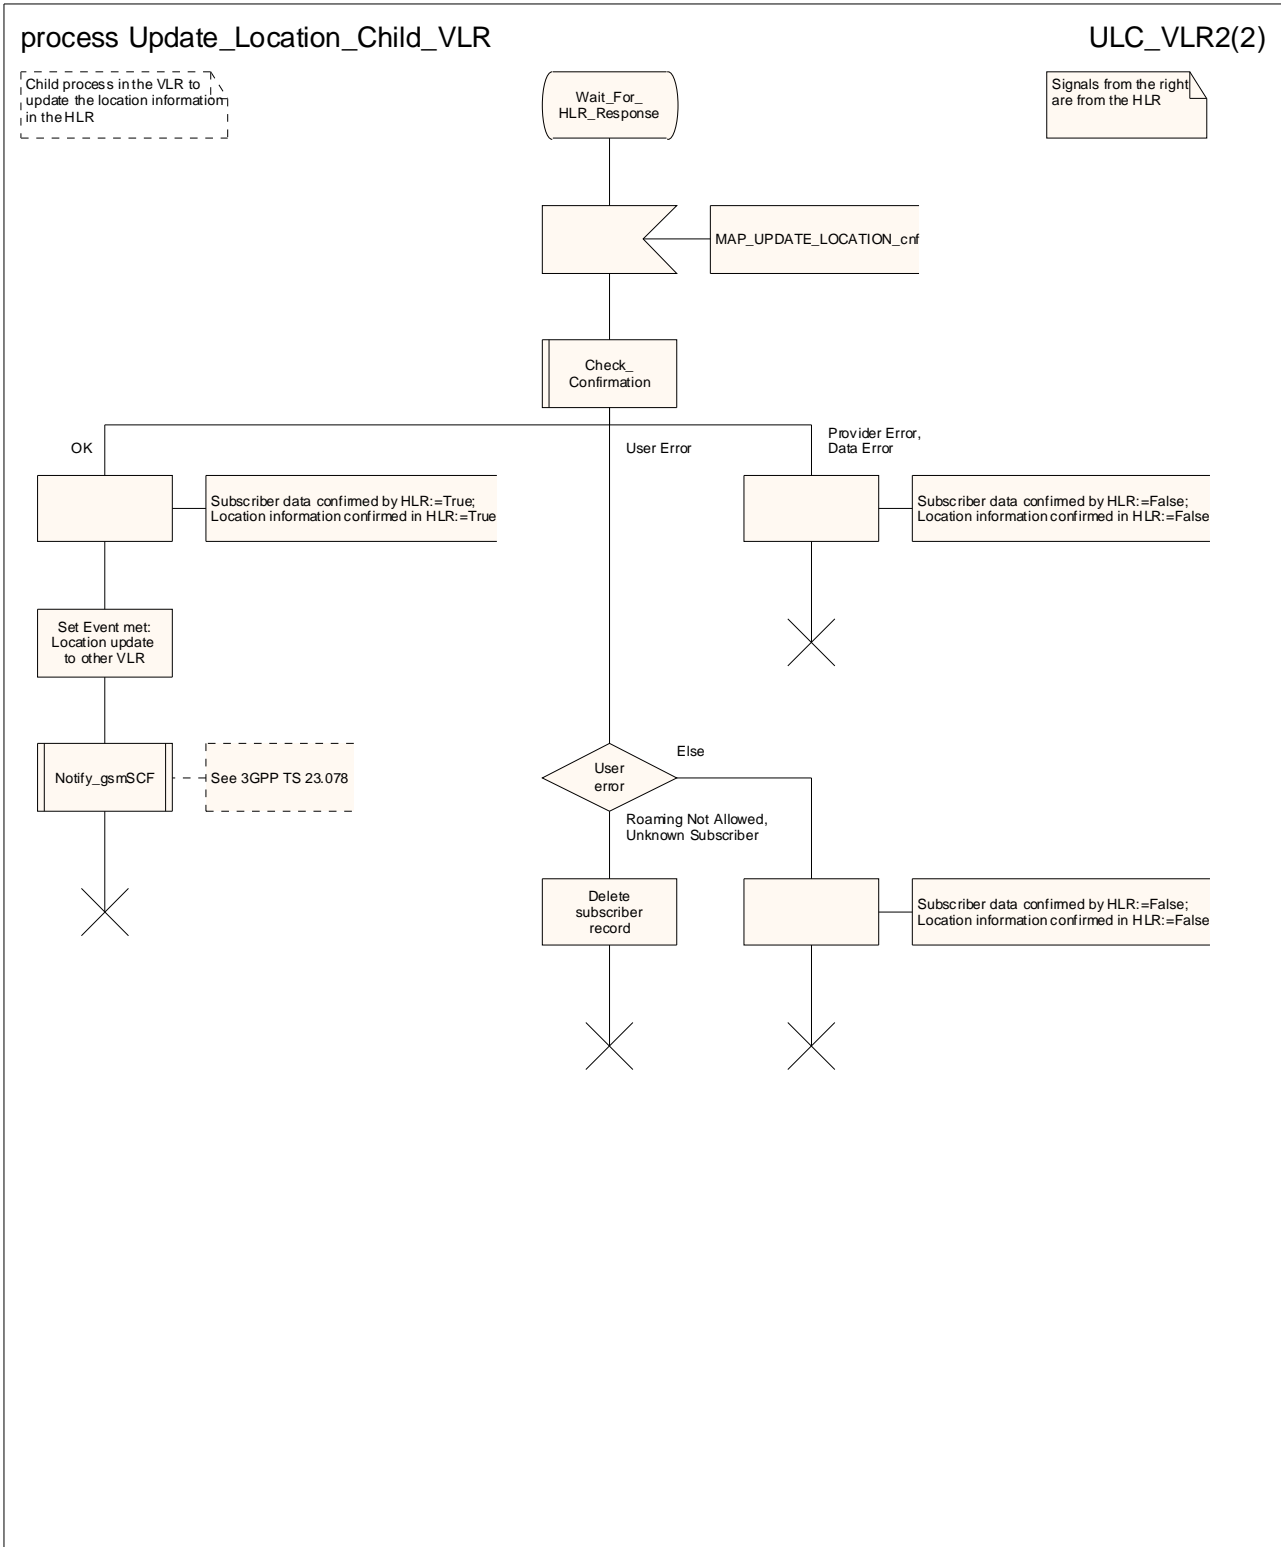 process Update_Location_Child_VLR
ULC_VLR2(2)
Child process in the VLR to
update the location information
in the HLR
Wait_For_
HLR_Response
Signals from the right
are from the HLR
MAP_UPDATE_LOCATION_cnf
Check_
Confirmation
OK
User Error
Provider Error,
Data Error
Subscriber data confirmed by HLR:=True;
Location information confirmed in HLR:=True
Subscriber data confirmed by HLR:=False;
Location information confirmed in HLR:=False
Set Event met:
Location update
to other VLR
Notify_gsmSCF
See 3GPP TS 23.078
User
error
Else
Roaming Not Allowed,
Unknown Subscriber
Delete
subscriber
record
Subscriber data confirmed by HLR:=False;
Location information confirmed in HLR:=False